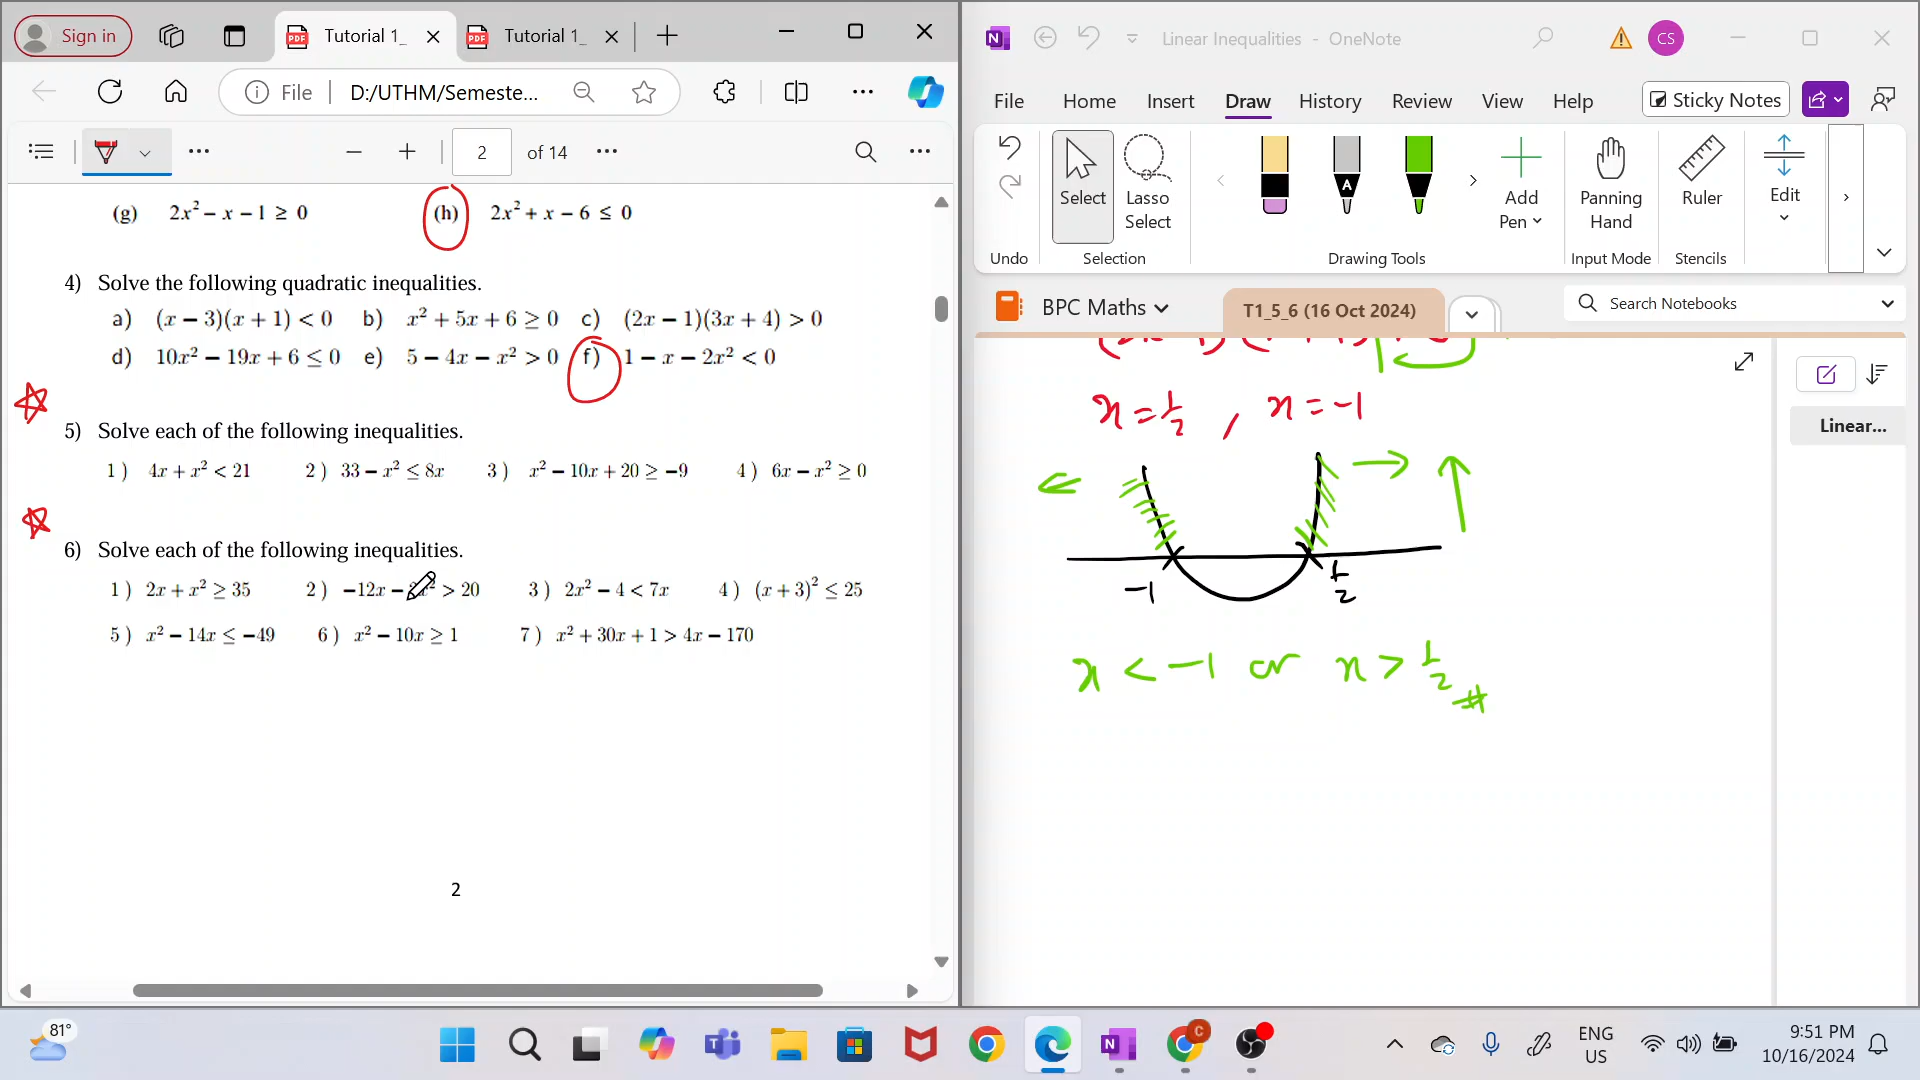 Sign in
Tutorial 1_
Tutorial 1_
File
D:/UTHM/Semeste...
2 of 14
(g) 2x² − x − 1 ≥ 0 (h) 2x² + x − 6 ≤ 0
4) Solve the following quadratic inequalities.
a) (x − 3)(x + 1) < 0 b) x² + 5x + 6 ≥ 0 c) (2x − 1)(3x + 4) > 0
d) 10x² − 19x + 6 ≤ 0 e) 5 − 4x − x² > 0 f) 1 − x − 2x² < 0
5) Solve each of the following inequalities.
1 ) 4x + x² < 21 2 ) 33 − x² ≤ 8x 3 ) x² − 10x + 20 ≥ −9 4 ) 6x − x² ≥ 0
6) Solve each of the following inequalities.
1 ) 2x + x² ≥ 35 2 ) −12x − x² > 20 3 ) 2x² − 4 < 7x 4 ) (x + 3)² ≤ 25
5 ) x² − 14x ≤ −49 6 ) x² − 10x ≥ 1 7 ) x² + 30x + 1 > 4x − 170
2
Linear Inequalities - OneNote
CS
File Home Insert Draw History Review View Help
Sticky Notes
Select
Lasso Select
Add Pen
Panning Hand
Ruler
Edit
Undo
Selection
Drawing Tools
Input Mode
Stencils
BPC Maths
T1_5_6 (16 Oct 2024)
Search Notebooks
Linear...
x = 1/2 , x = -1
-1
1/2
x < -1 or x > 1/2 #
81°
ENG
US
9:51 PM
10/16/2024